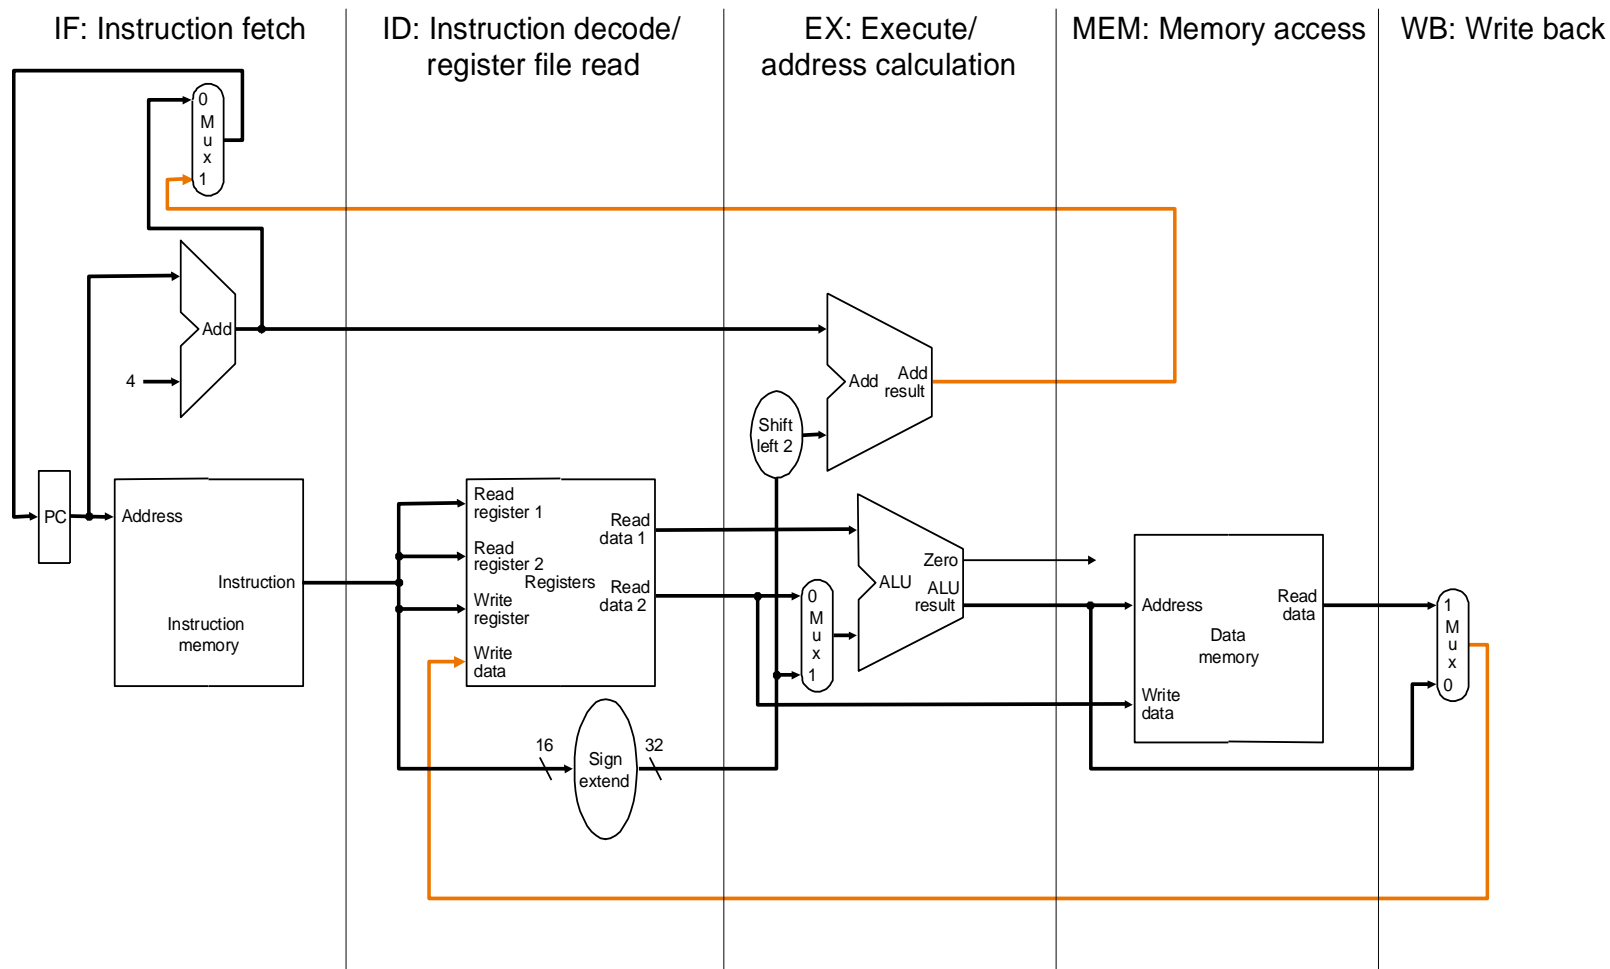 IF: Instruction fetch
ID: Instruction decode/
register file read
EX: Execute/
address calculation
MEM: Memory access
WB: Write back
0
M
u
x
1
Add
4
Add
Add
result
Shift
left 2
PC
Address
Instruction
Instruction
memory
Read
register 1
Read
register 2
Write
register
Write
data
Registers
Read
data 1
Read
data 2
16
Sign
extend
32
0
M
u
x
1
Zero
ALU
ALU
result
Address
Data
memory
Write
data
Read
data
1
M
u
x
0